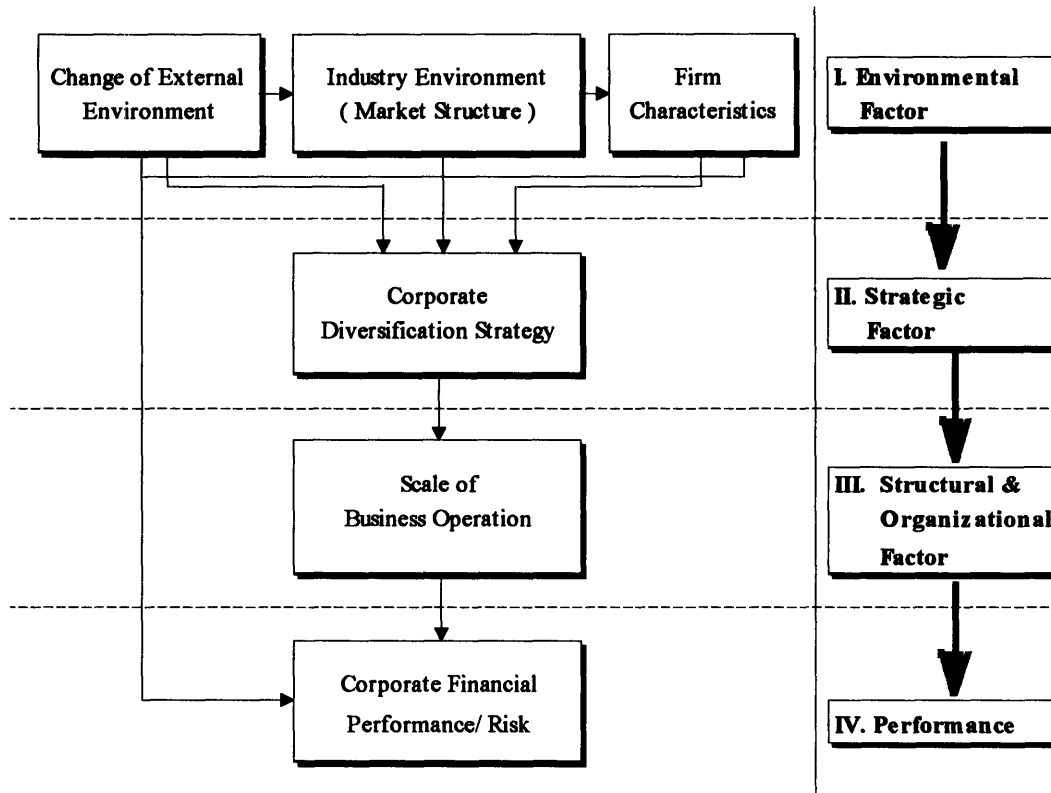 Change of External
Environment
Industry Environment
( Market Structure )
Firm
Characteristics
I. Environmental
Factor
Corporate
Diversification Strategy
II. Strategic
Factor
Scale of
Business Operation
III. Structural &
Organizational
Factor
Corporate Financial
Performance/ Risk
IV. Performance